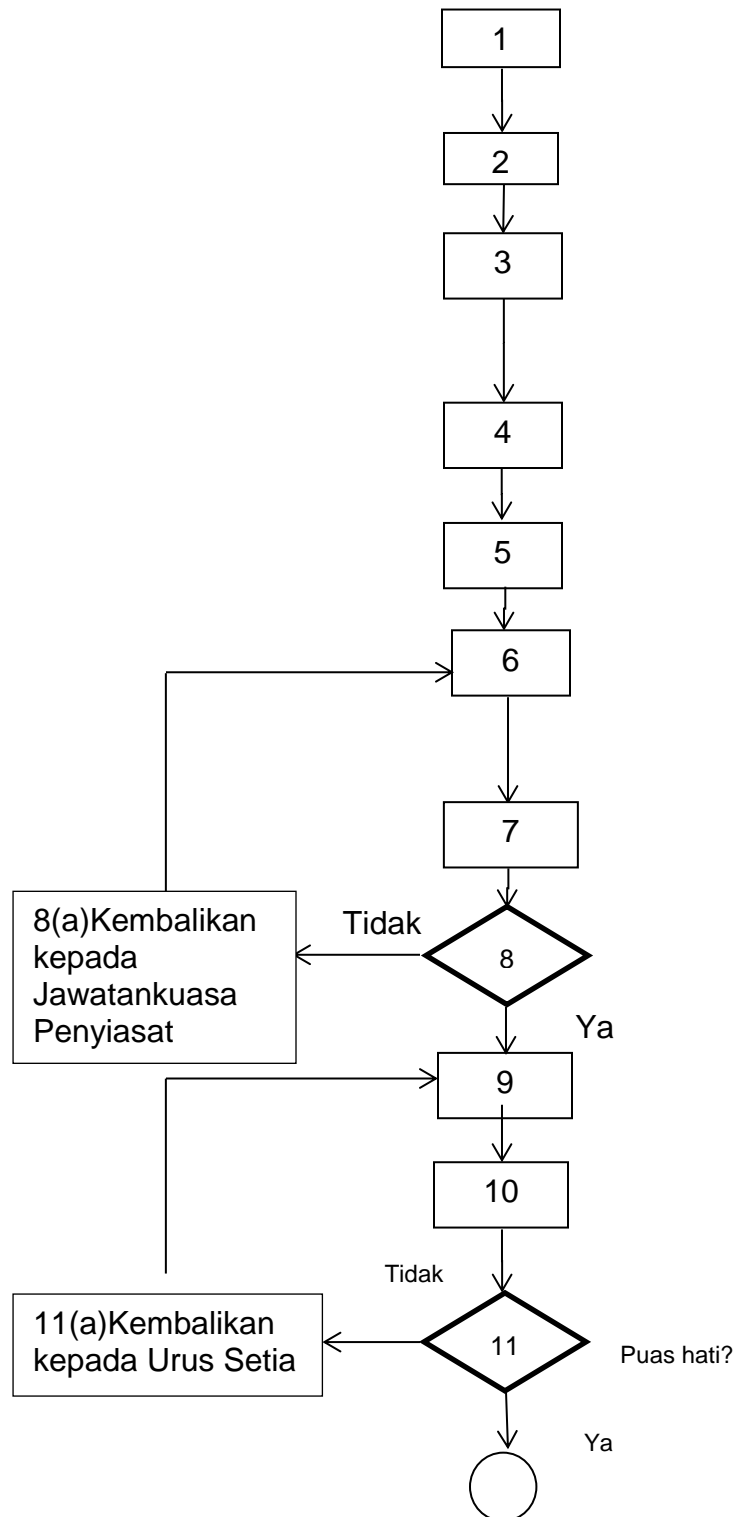 1
2
3
4
5
6
7
8(a)Kembalikan
kepada
Jawatankuasa
Penyiasat
Tidak
8
Ya
9
10
Tidak
11(a)Kembalikan
kepada Urus Setia
11
Puas hati?
Ya